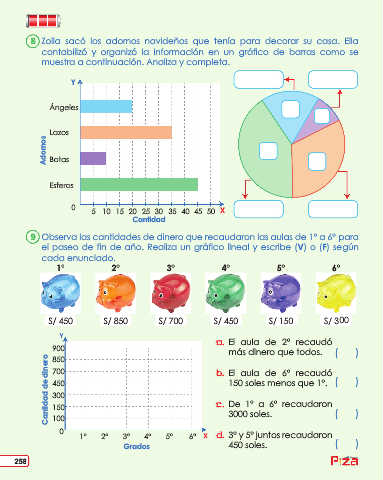 8 Zoila sacó los adornos navideños que tenía para decorar su casa. Ella
contabilizó y organizó la información en un gráfico de barras como se
muestra a continuación. Analiza y completa.
Y
Ángeles
Lazos
Botas
Esferas
Adornos
0 5 10 15 20 25 30 35 40 45 50 X
Cantidad
9 Observa las cantidades de dinero que recaudaron las aulas de 1° a 6° para
el paseo de fin de año. Realiza un gráfico lineal y escribe (V) o (F) según
cada enunciado.
1° 2° 3° 4° 5° 6°
S/ 450 S/ 850 S/ 700 S/ 450 S/ 150 S/ 300
Y
900
850
700
450
300
150
100
0
Cantidad de dinero
1° 2° 3° 4° 5° 6° X
Grados
a. El aula de 2° recaudó
más dinero que todos. ( )
b. El aula de 6° recaudó
150 soles menos que 1°. ( )
c. De 1° a 6° recaudaron
3000 soles. ( )
d. 3° y 5° juntos recaudaron
450 soles. ( )
258